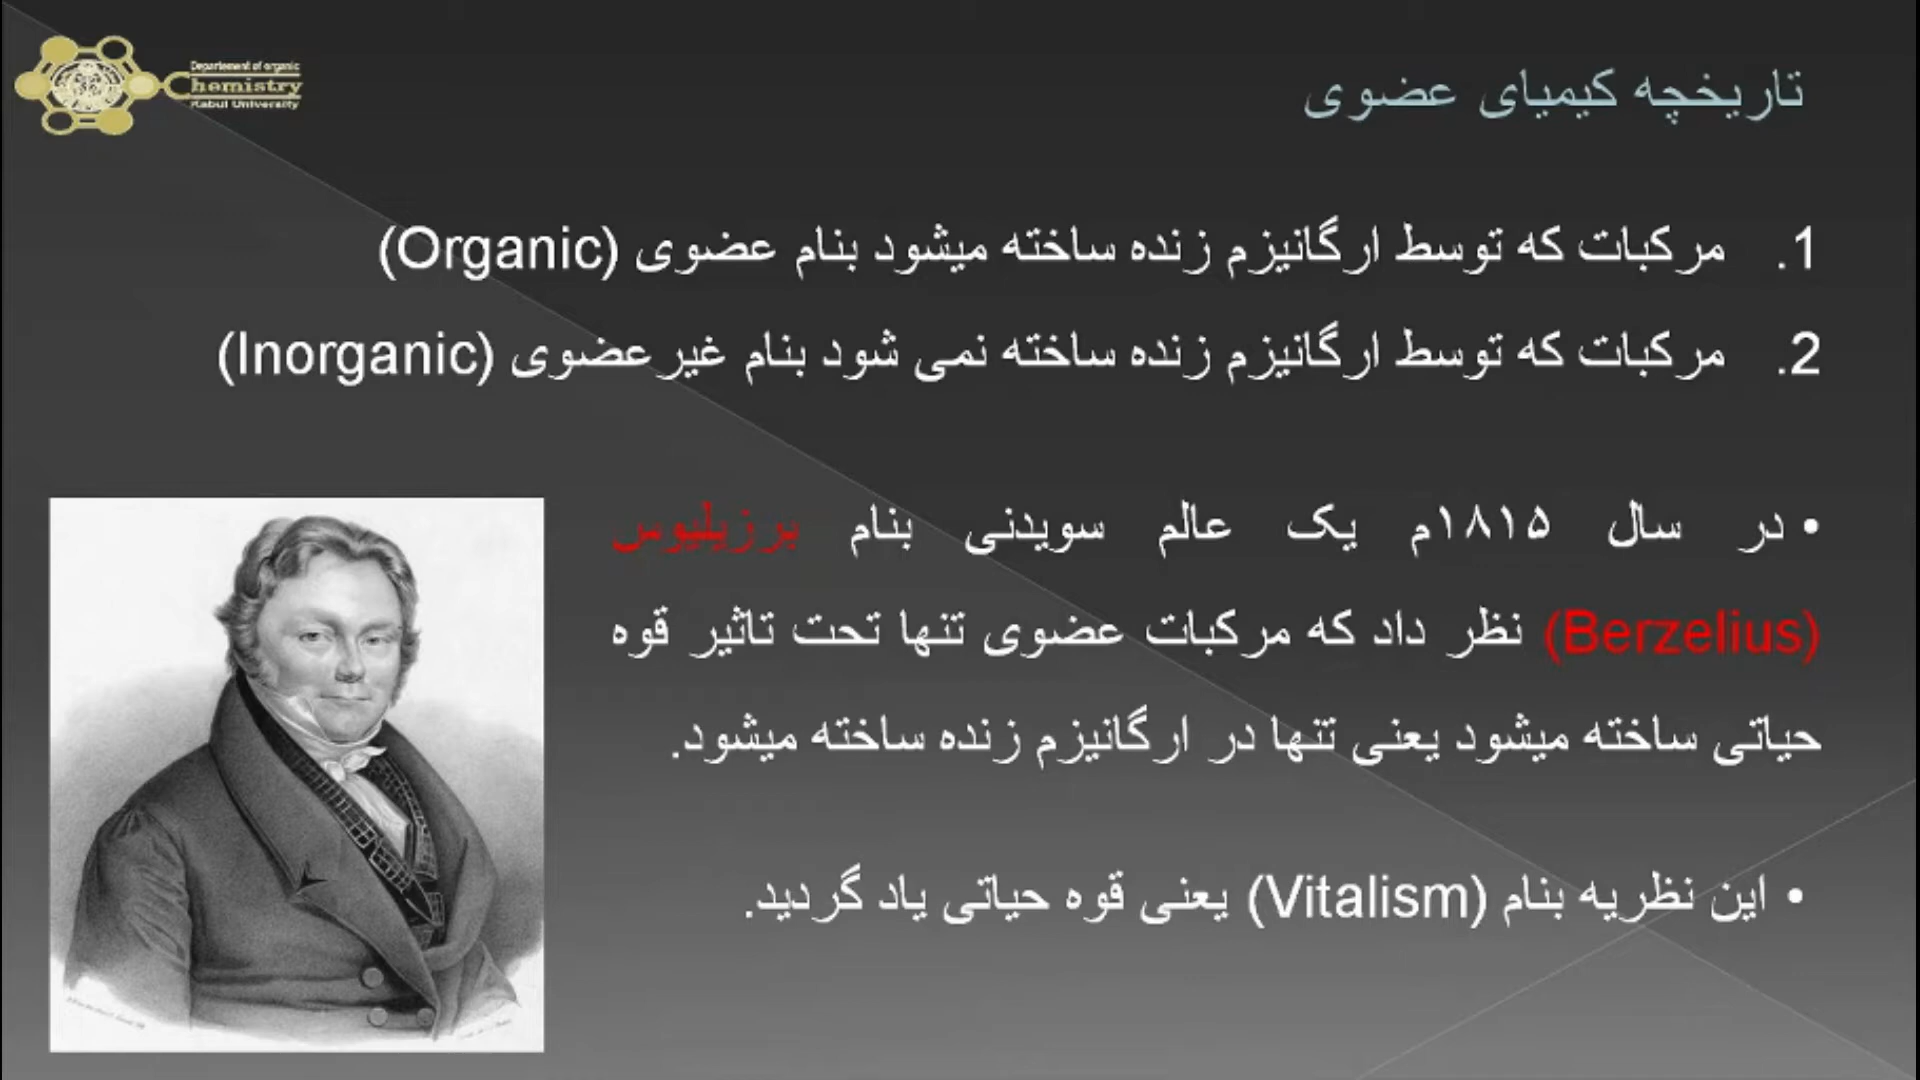 Departement of organic
Chemistry
Kabul University
تاریخچه کیمیای عضوی
1. مرکبات که توسط ارگانیزم زنده ساخته میشود بنام عضوی (Organic)
2. مرکبات که توسط ارگانیزم زنده ساخته نمی شود بنام غیرعضوی (Inorganic)
• در سال ۱۸۱۵م یک عالم سویدنی بنام برزیلیوس
(Berzelius) نظر داد که مرکبات عضوی تنها تحت تاثیر قوه
حیاتی ساخته میشود یعنی تنها در ارگانیزم زنده ساخته میشود.
• این نظریه بنام (Vitalism) یعنی قوه حیاتی یاد گردید.